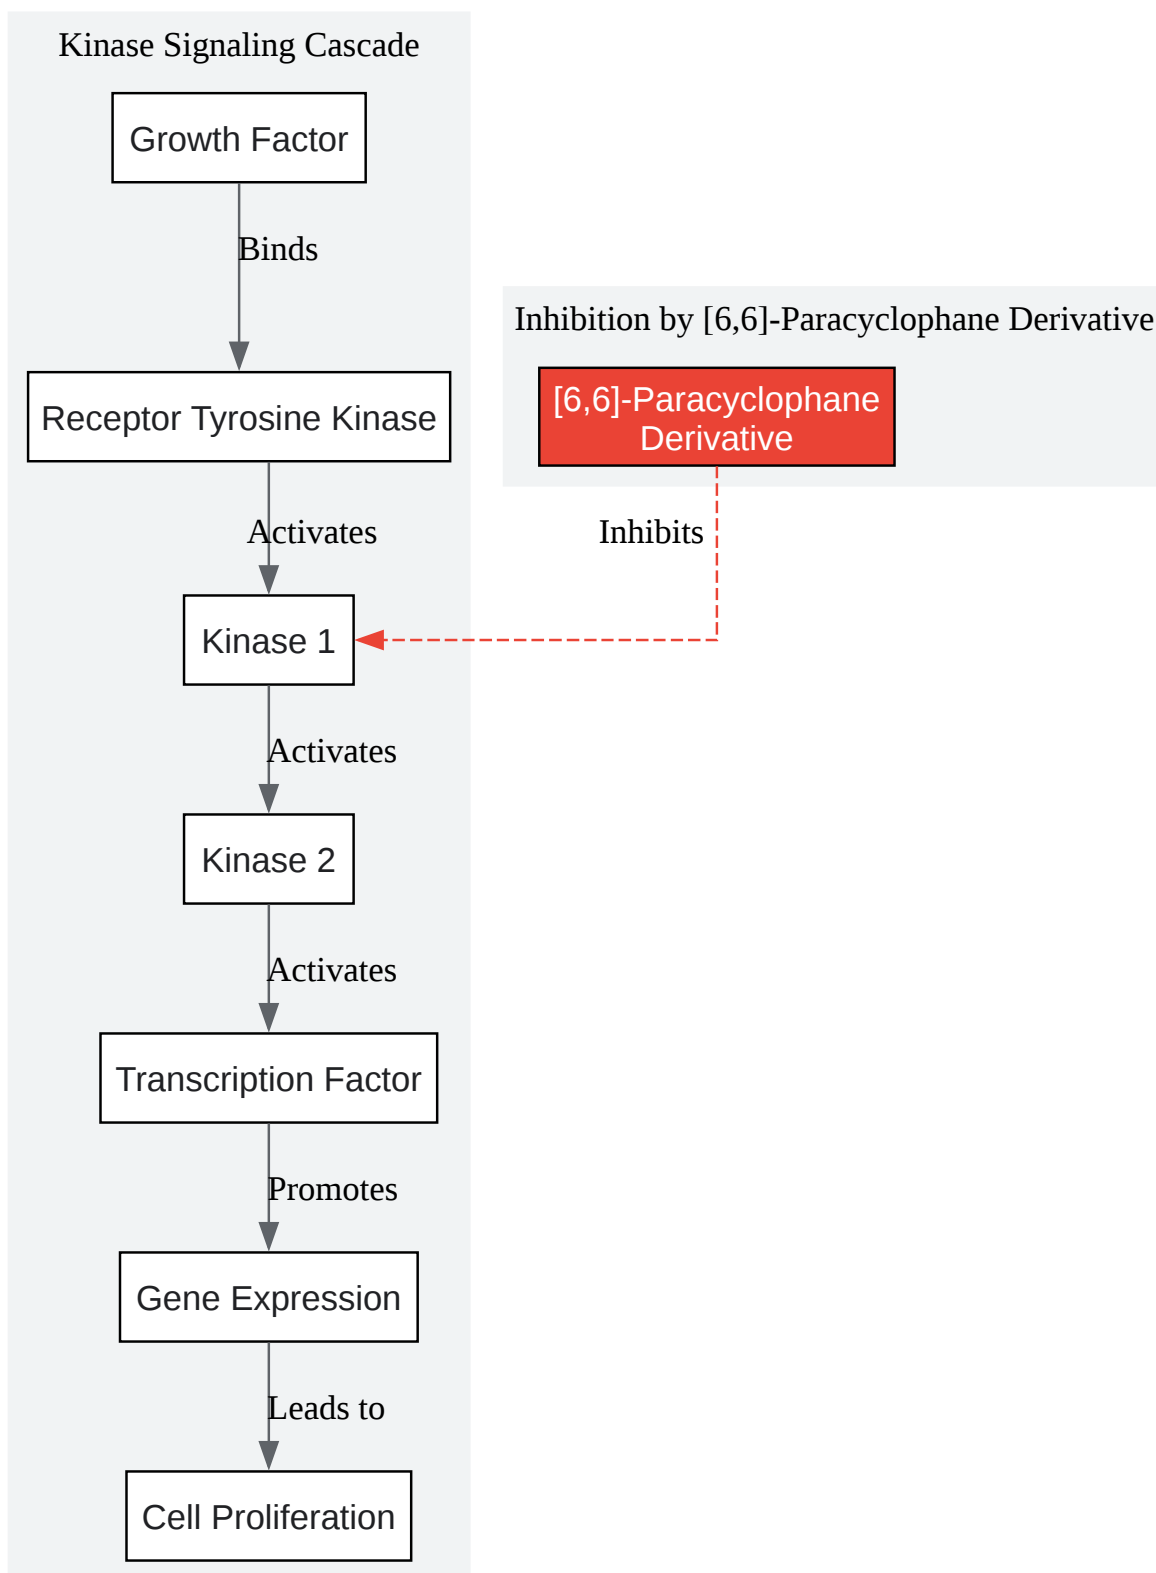 Kinase Signaling Cascade
Growth Factor
Binds
Inhibition by [6,6]-Paracyclophane Derivative
[6,6]-Paracyclophane
Derivative
Receptor Tyrosine Kinase
Activates
Inhibits
Kinase 1
Activates
Kinase 2
Activates
Transcription Factor
Promotes
Gene Expression
Leads to
Cell Proliferation